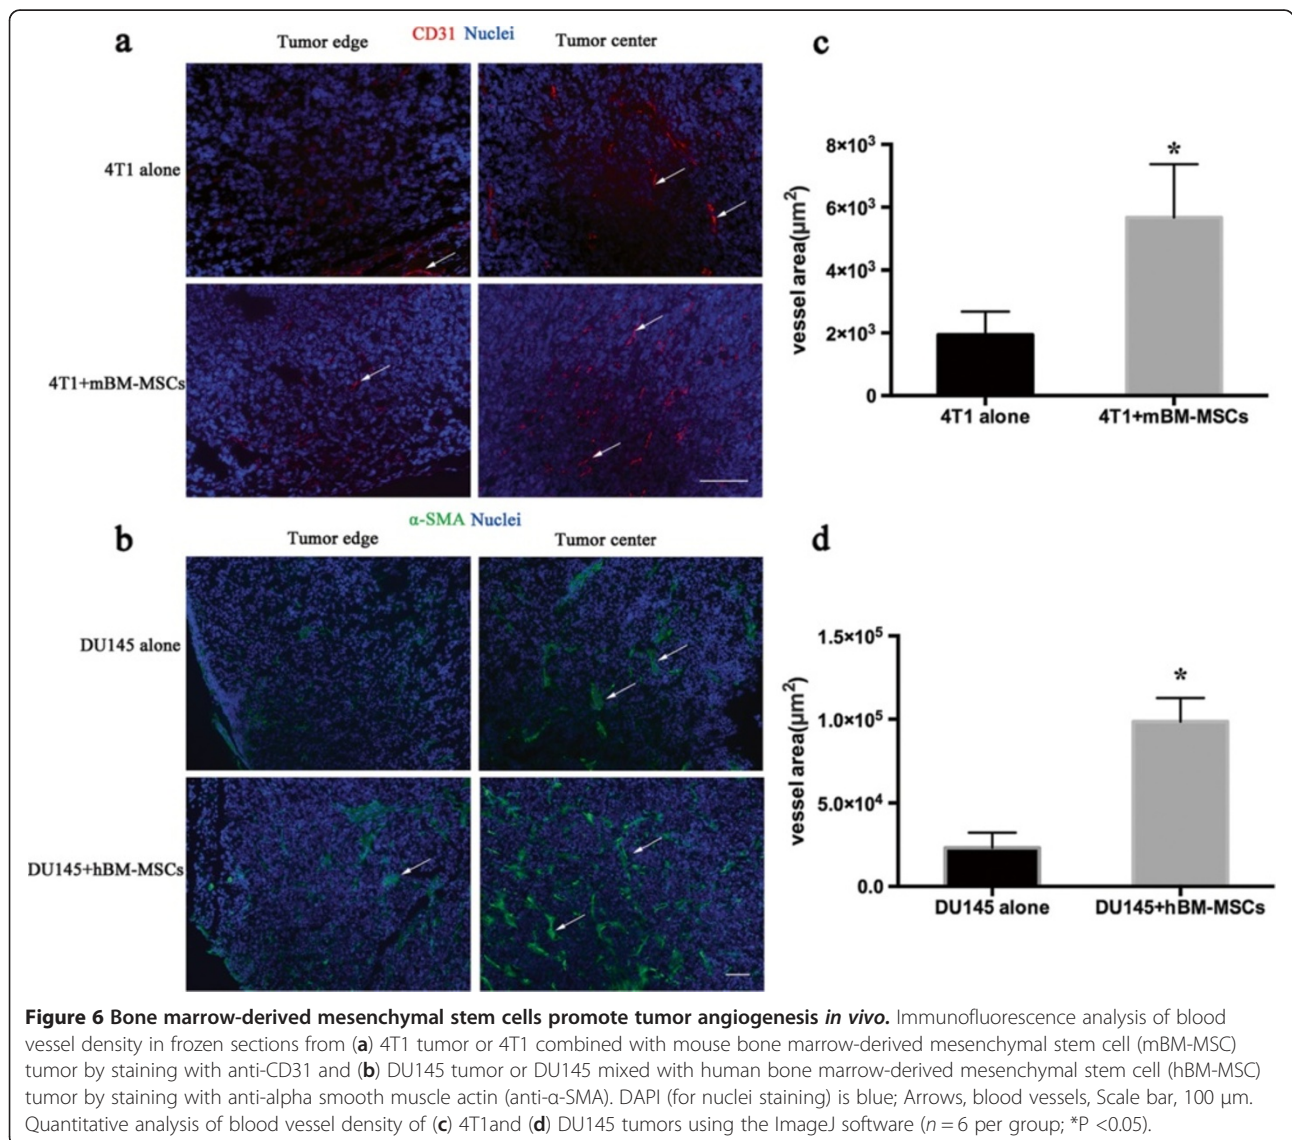 a
CD31 Nuclei
Tumor edge
Tumor center
4T1 alone
4T1+mBM-MSCs
c
vessel area(µm²)
8×10³
6×10³
4×10³
2×10³
0
*
4T1 alone
4T1+mBM-MSCs
b
α-SMA Nuclei
Tumor edge
Tumor center
DU145 alone
DU145+hBM-MSCs
d
vessel area(µm²)
1.5×10⁵
1.0×10⁵
5.0×10⁴
0.0
*
DU145 alone
DU145+hBM-MSCs
Figure 6 Bone marrow-derived mesenchymal stem cells promote tumor angiogenesis in vivo. Immunofluorescence analysis of blood
vessel density in frozen sections from (a) 4T1 tumor or 4T1 combined with mouse bone marrow-derived mesenchymal stem cell (mBM-MSC)
tumor by staining with anti-CD31 and (b) DU145 tumor or DU145 mixed with human bone marrow-derived mesenchymal stem cell (hBM-MSC)
tumor by staining with anti-alpha smooth muscle actin (anti-α-SMA). DAPI (for nuclei staining) is blue; Arrows, blood vessels, Scale bar, 100 μm.
Quantitative analysis of blood vessel density of (c) 4T1and (d) DU145 tumors using the ImageJ software (n = 6 per group; *P <0.05).